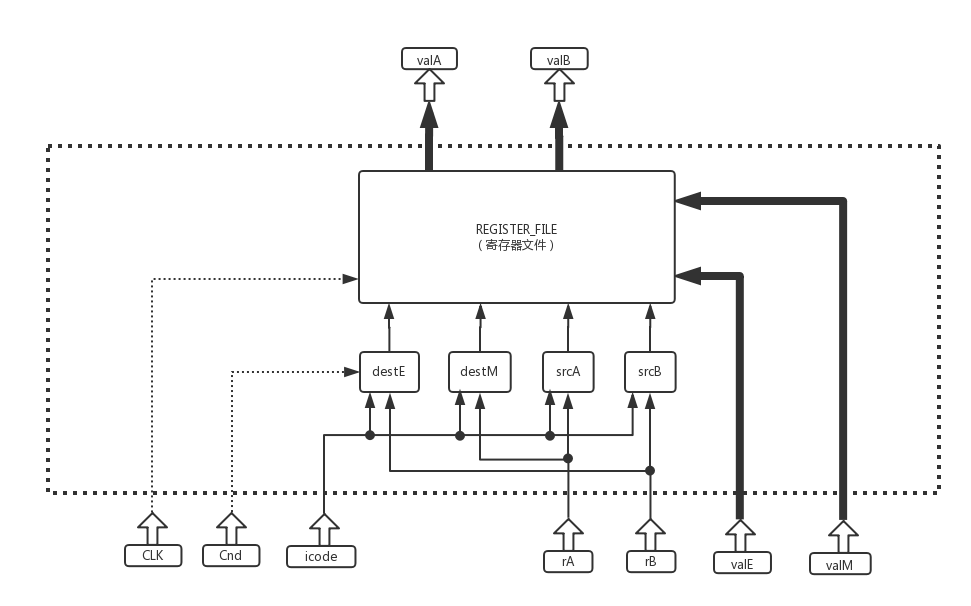 valA
valB
REGISTER_FILE
（寄存器文件）
destE
destM
srcA
srcB
CLK
Cnd
icode
rA
rB
valE
valM